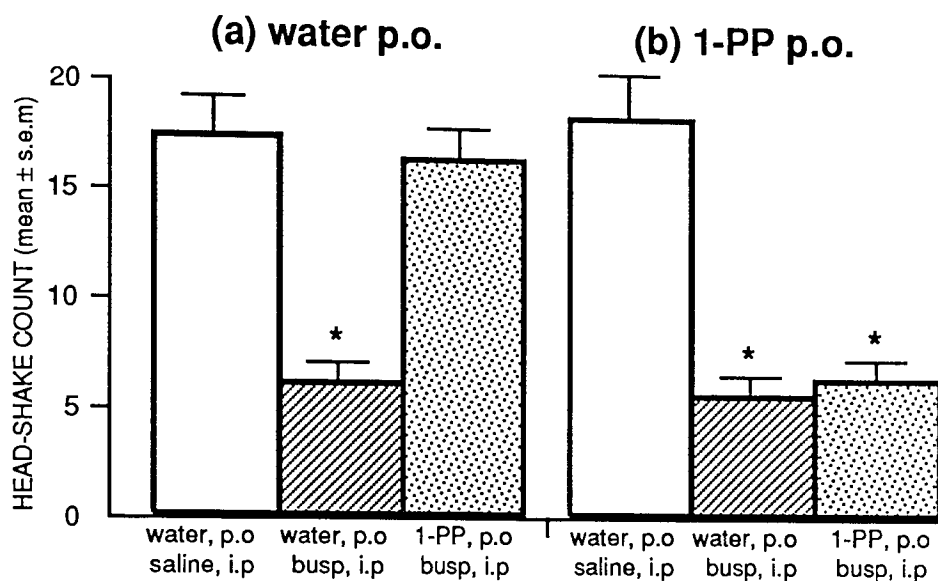 (a) water p.o.
(b) 1-PP p.o.
HEAD-SHAKE COUNT (mean ± s.e.m)
20
15
10
5
0
*
*
*
water, p.o
saline, i.p
water, p.o
busp, i.p
1-PP, p.o
busp, i.p
water, p.o
saline, i.p
water, p.o
busp, i.p
1-PP, p.o
busp, i.p